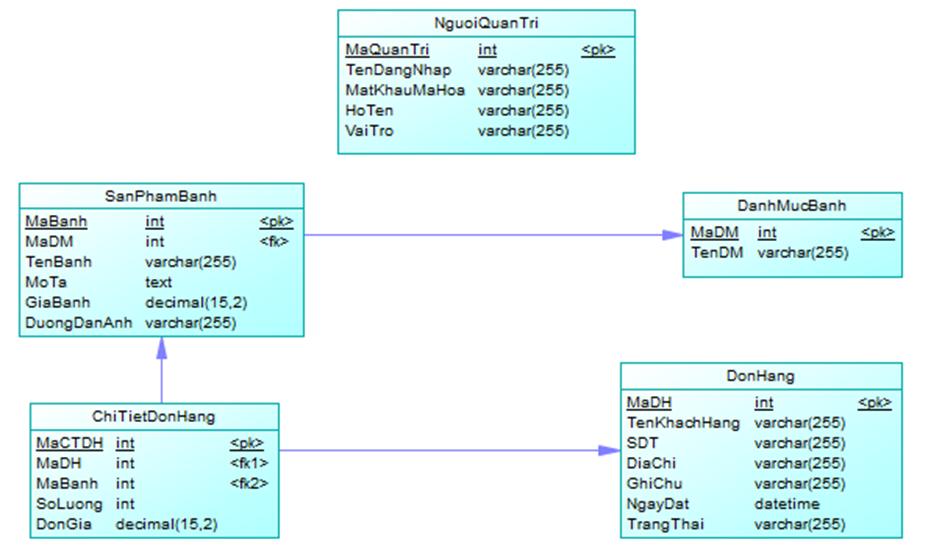 NguoiQuanTri
MaQuanTri int <pk>
TenDangNhap varchar(255)
MatKhauMaHoa varchar(255)
HoTen varchar(255)
VaiTro varchar(255)
SanPhamBanh
MaBanh int <pk>
MaDM int <fk>
TenBanh varchar(255)
MoTa text
GiaBanh decimal(15,2)
DuongDanAnh varchar(255)
DanhMucBanh
MaDM int <pk>
TenDM varchar(255)
ChiTietDonHang
MaCTDH int <pk>
MaDH int <fk1>
MaBanh int <fk2>
SoLuong int
DonGia decimal(15,2)
DonHang
MaDH int <pk>
TenKhachHang varchar(255)
SDT varchar(255)
DiaChi varchar(255)
GhiChu varchar(255)
NgayDat datetime
TrangThai varchar(255)